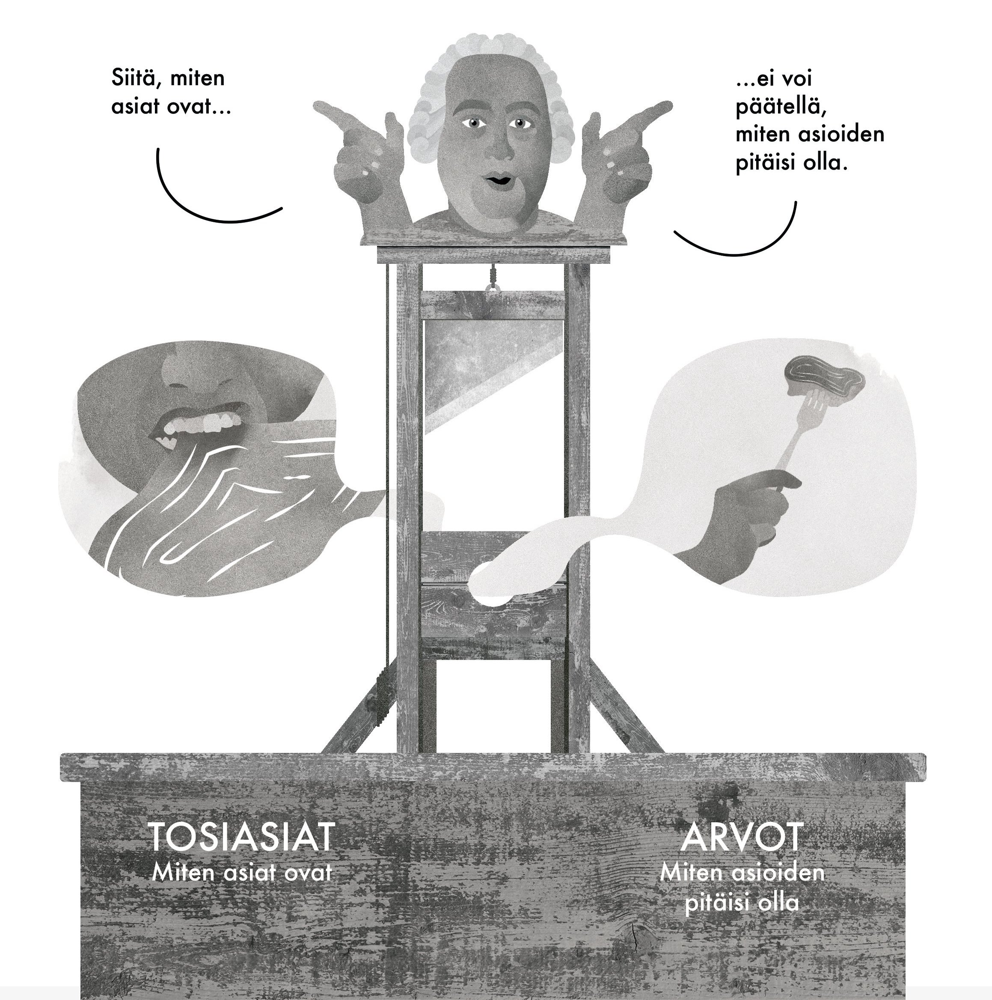 Siitä, miten
asiat ovat...
...ei voi
päätellä,
miten asioiden
pitäisi olla.
TOSIASIAT
Miten asiat ovat
ARVOT
Miten asioiden
pitäisi olla